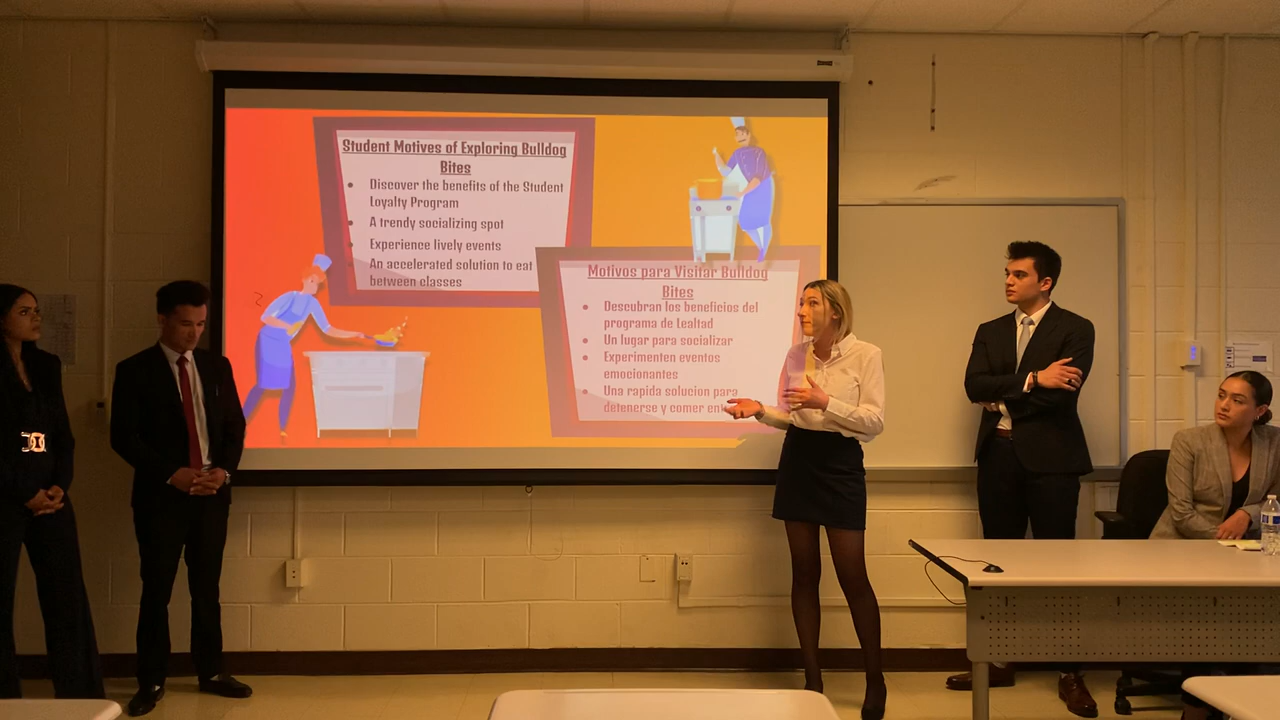 Student Motives of Exploring Bulldog
Bites
Discover the benefits of the Student
Loyalty Program
A trendy socializing spot
Experience lively events
An accelerated solution to eat
between classes
Motivos para Visitar Bulldog
Bites
Descubran los beneficios del
programa de Lealtad
Un lugar para socializar
Experimenten eventos
emocionantes
Una rapida solucion para
detenerse y comer